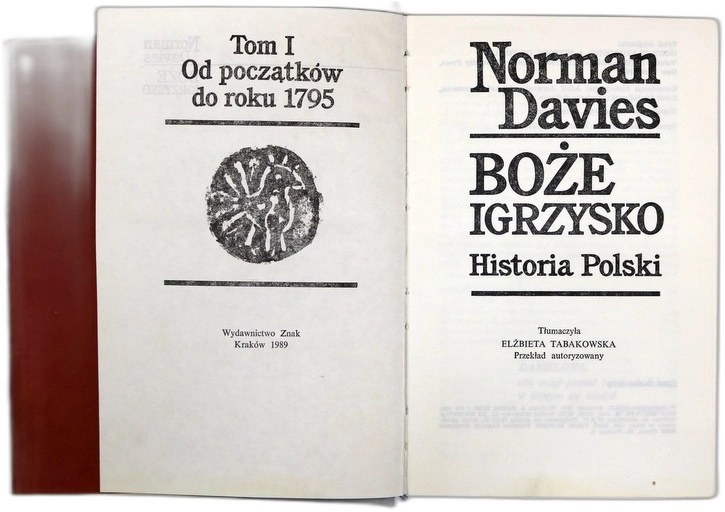 Tom I
Od początków
do roku 1795
Wydawnictwo Znak
Kraków 1989
Norman
Davies
BOŻE
IGRZYSKO
Historia Polski
Tłumaczyła
ELŻBIETA TABAKOWSKA
Przekład autoryzowany